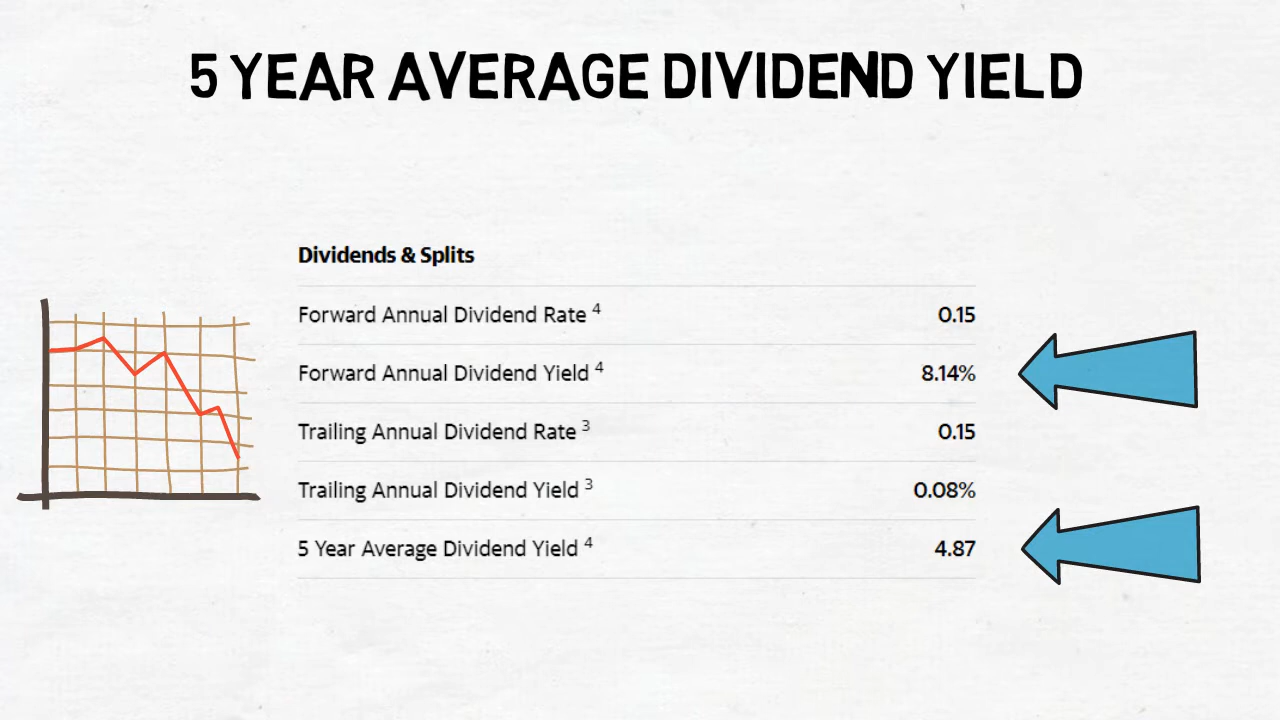 5 YEAR AVERAGE DIVIDEND YIELD
Dividends & Splits
Forward Annual Dividend Rate 4 0.15
Forward Annual Dividend Yield 4 8.14%
Trailing Annual Dividend Rate 3 0.15
Trailing Annual Dividend Yield 3 0.08%
5 Year Average Dividend Yield 4 4.87